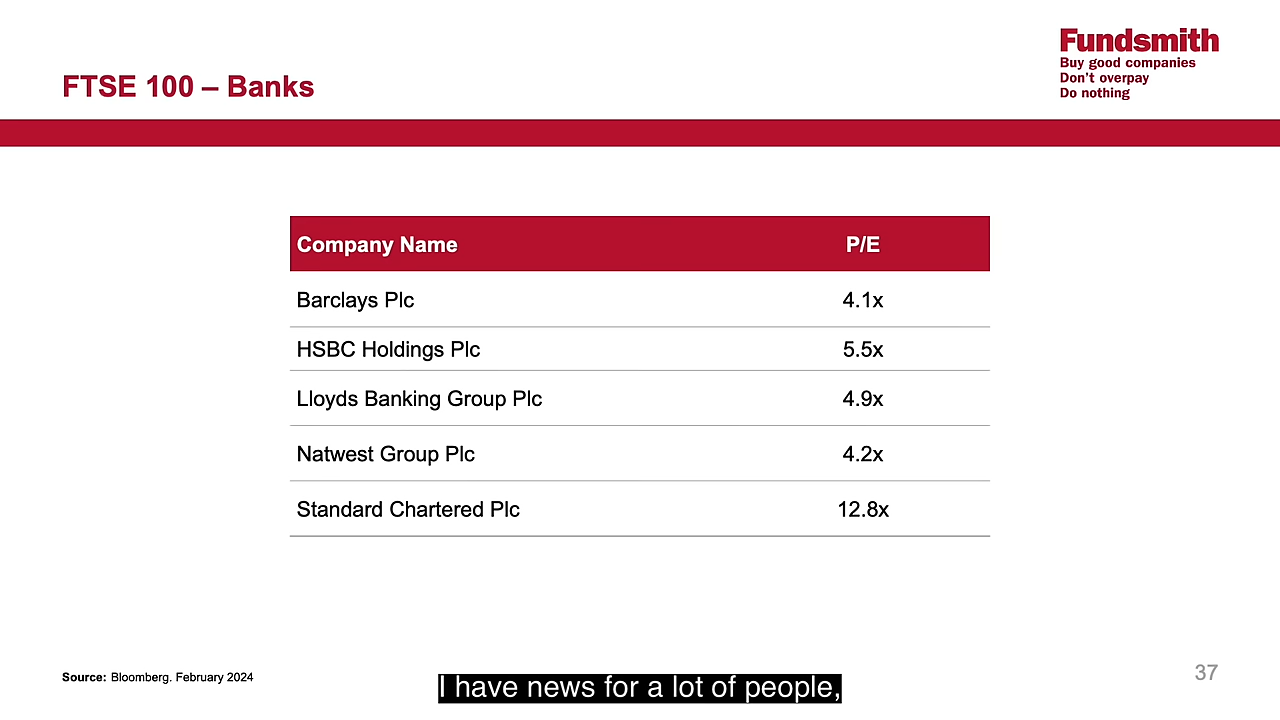 Fundsmith
Buy good companies
Don't overpay
Do nothing
FTSE 100 – Banks
Company Name P/E
Barclays Plc 4.1x
HSBC Holdings Plc 5.5x
Lloyds Banking Group Plc 4.9x
Natwest Group Plc 4.2x
Standard Chartered Plc 12.8x
Source: Bloomberg. February 2024
37
I have news for a lot of people,